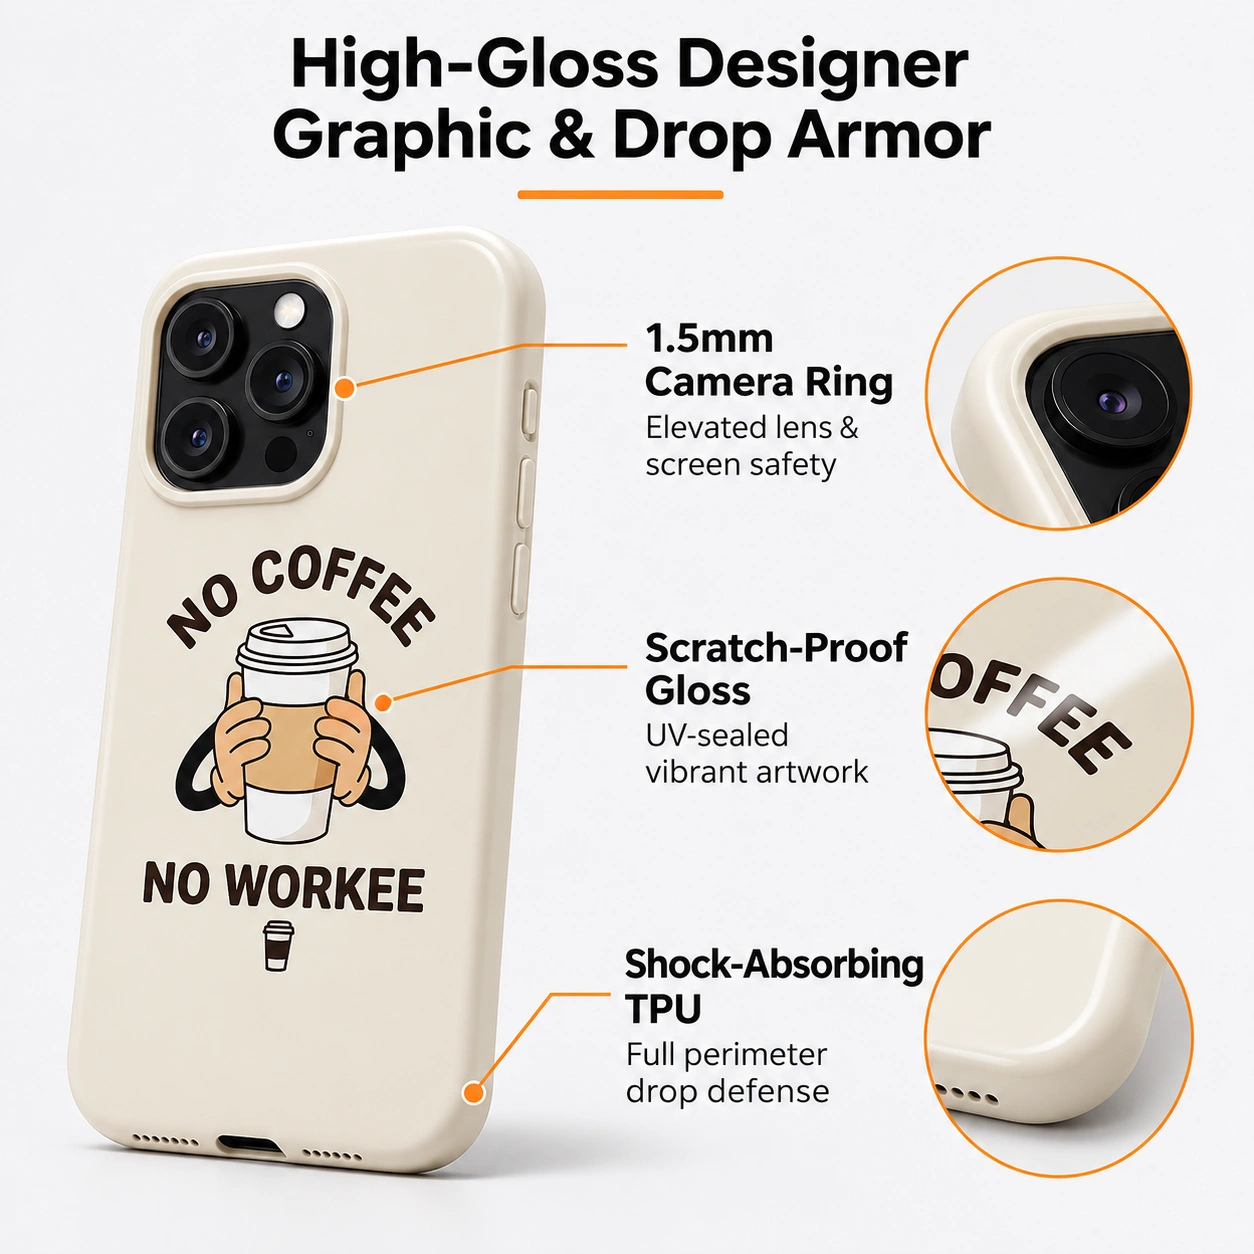 High-Gloss Designer
Graphic & Drop Armor
1.5mm
Camera Ring
Elevated lens &
screen safety
NO COFFEE
NO WORKEE
Scratch-Proof
Gloss
UV-sealed
vibrant artwork
OFFEE
Shock-Absorbing
TPU
Full perimeter
drop defense